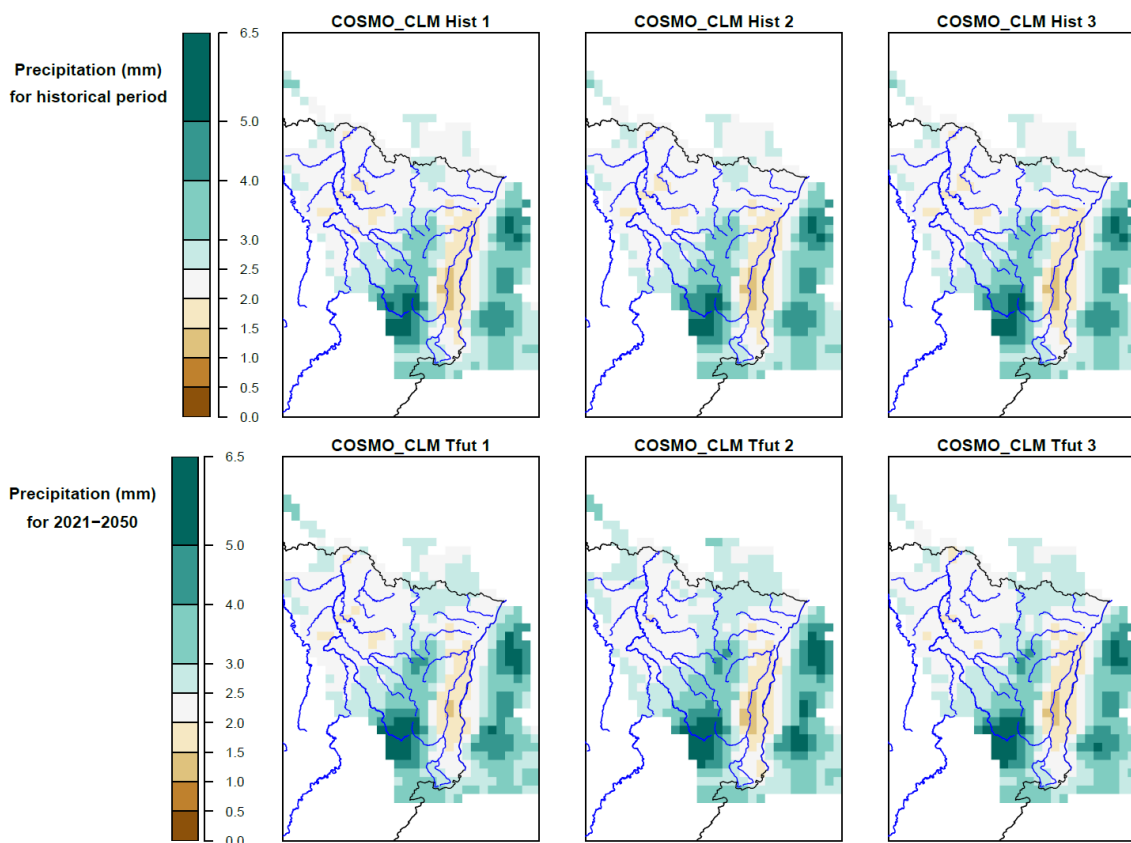 COSMO_CLM Hist 1
COSMO_CLM Hist 2
COSMO_CLM Hist 3
Precipitation (mm)
for historical period
6.5
5.0
4.0
3.0
2.5
2.0
1.5
1.0
0.5
0.0
COSMO_CLM Tfut 1
COSMO_CLM Tfut 2
COSMO_CLM Tfut 3
Precipitation (mm)
for 2021−2050
6.5
5.0
4.0
3.0
2.5
2.0
1.5
1.0
0.5
0.0